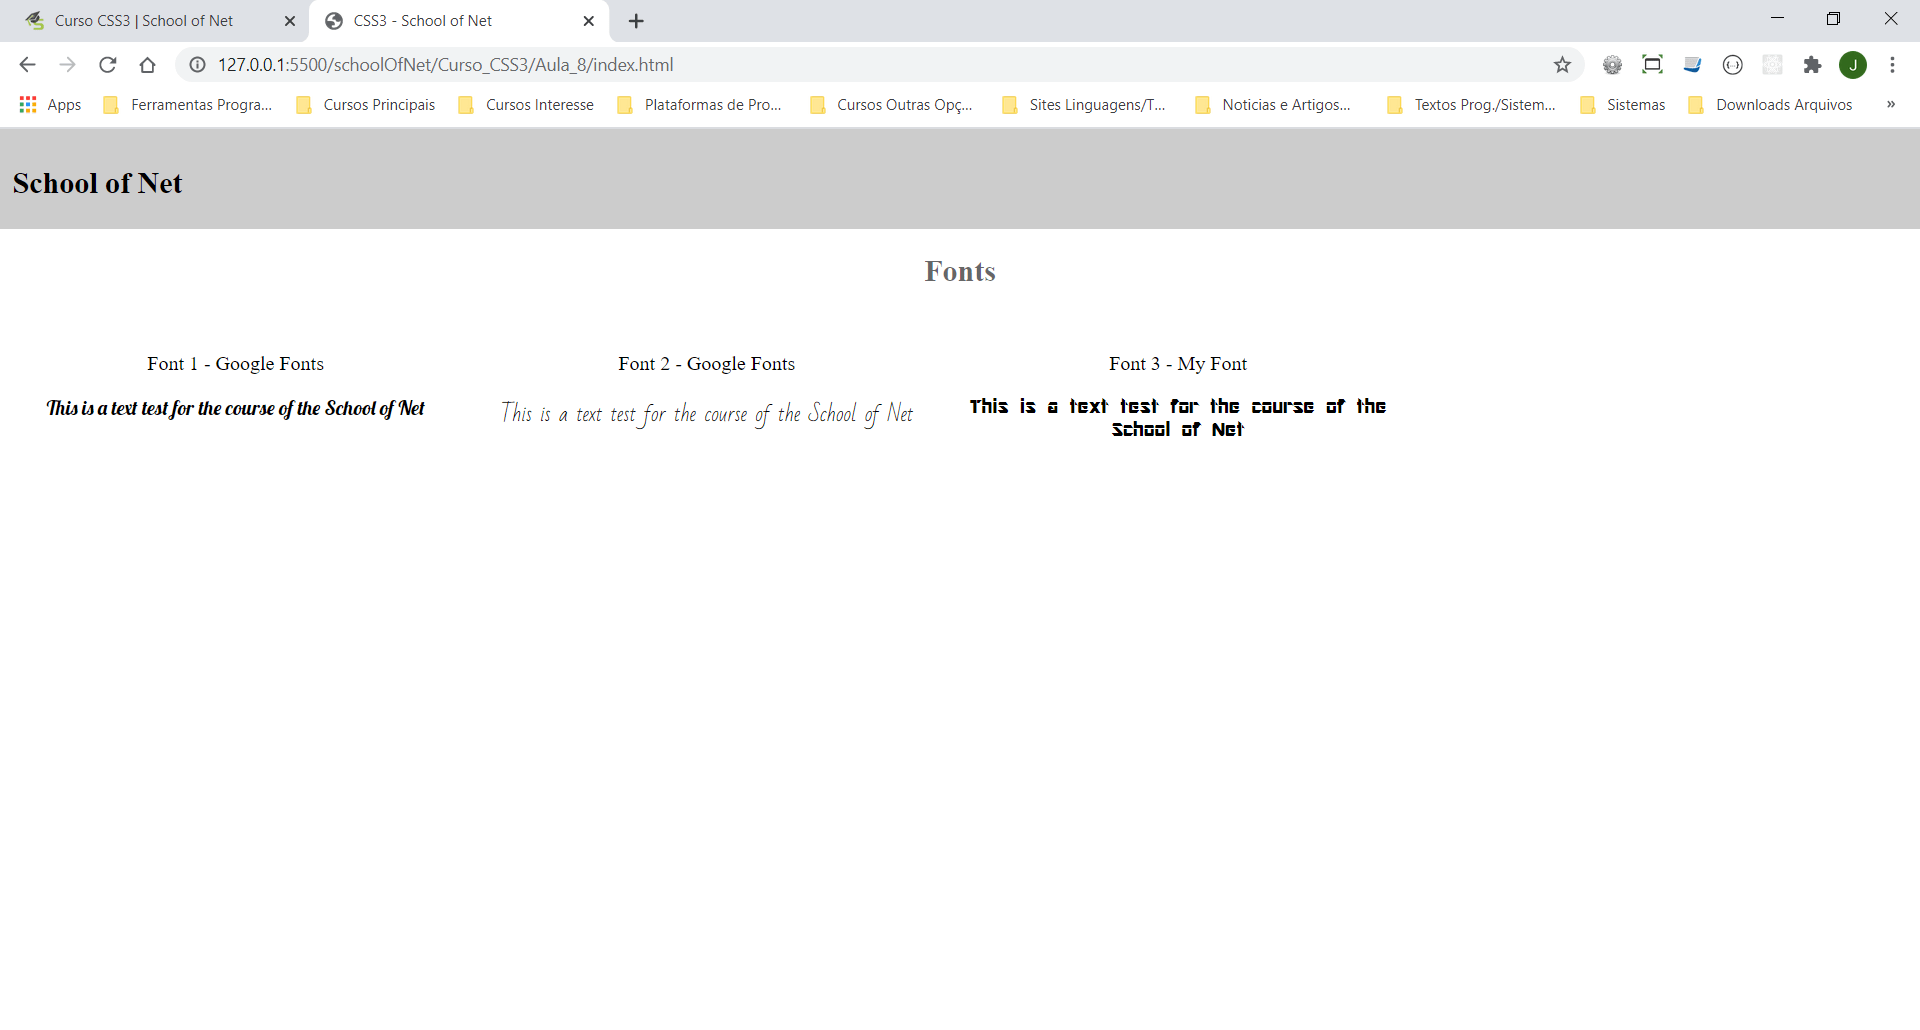 Curso CSS3 | School of Net
CSS3 - School of Net
127.0.0.1:5500/schoolOfNet/Curso_CSS3/Aula_8/index.html
J
Apps
Ferramentas Progra...
Cursos Principais
Cursos Interesse
Plataformas de Pro...
Cursos Outras Opç...
Sites Linguagens/T...
Noticias e Artigos...
Textos Prog./Sistem...
Sistemas
Downloads Arquivos
»
School of Net
Fonts
Font 1 - Google Fonts
This is a text test for the course of the School of Net
Font 2 - Google Fonts
This is a text test for the course of the School of Net
Font 3 - My Font
This is a text test for the course of the
School of Net